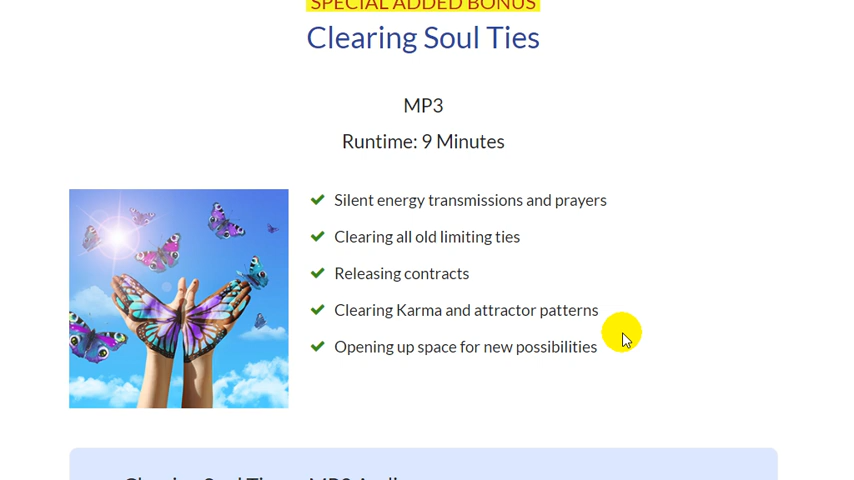 SPECIAL ADDED BONUS
Clearing Soul Ties
MP3
Runtime: 9 Minutes
Silent energy transmissions and prayers
Clearing all old limiting ties
Releasing contracts
Clearing Karma and attractor patterns
Opening up space for new possibilities